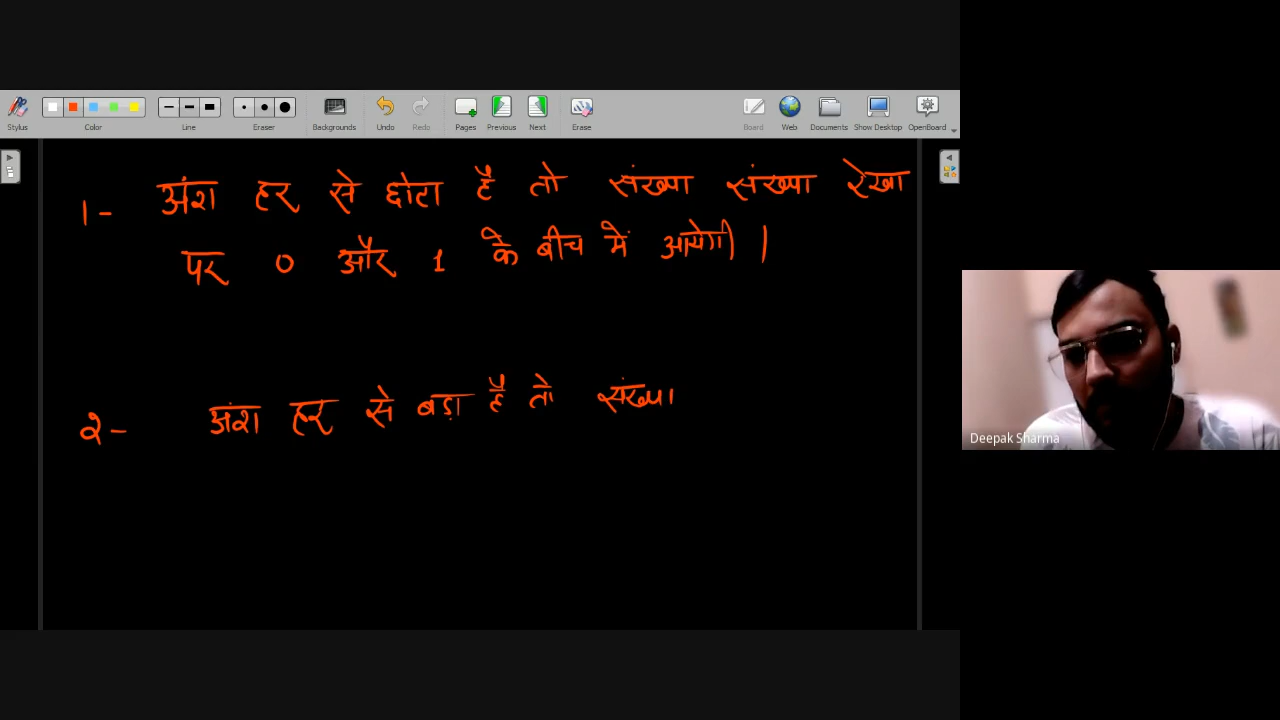 Stylus
Color
Line
Eraser
Backgrounds
Undo
Redo
Pages
Previous
Next
Erase
Board
Web
Documents
Show Desktop
OpenBoard
1- अंश हर से छोटा है तो संख्या संख्या रेखा
पर 0 और 1 के बीच में आयेगी |
२- अंश हर से बड़ा है तो संख्या
Deepak Sharma